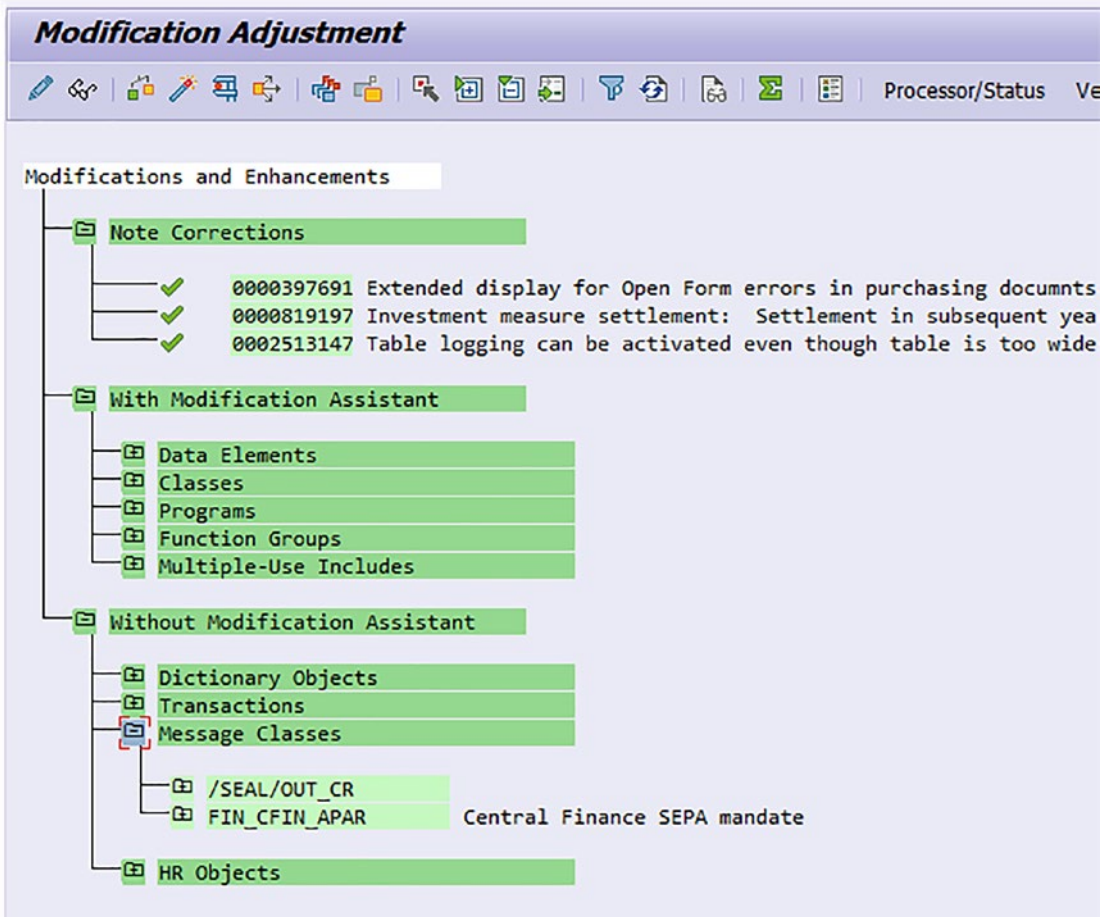 Modification Adjustment
Processor/Status Ve
Modifications and Enhancements
Note Corrections
0000397691 Extended display for Open Form errors in purchasing documnts
0000819197 Investment measure settlement: Settlement in subsequent yea
0002513147 Table logging can be activated even though table is too wide
With Modification Assistant
Data Elements
Classes
Programs
Function Groups
Multiple-Use Includes
Without Modification Assistant
Dictionary Objects
Transactions
Message Classes
/SEAL/OUT_CR
FIN_CFIN_APAR Central Finance SEPA mandate
HR Objects